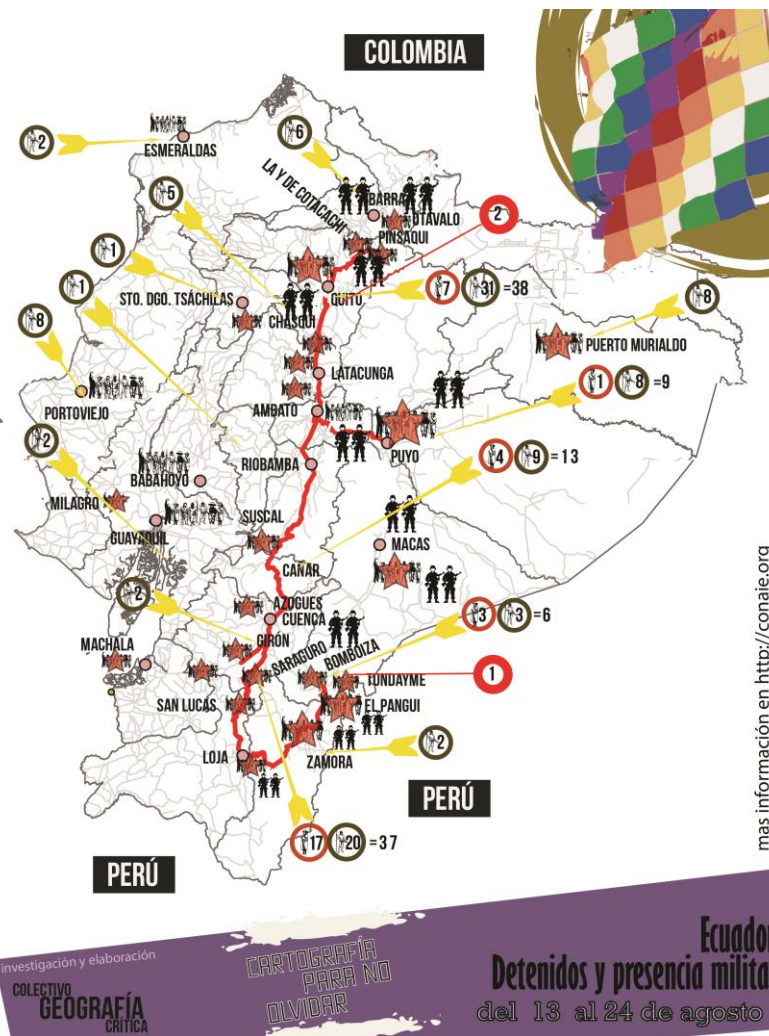 COLOMBIA
2
ESMERALDAS
6
LA Y DE COTACACHI
BARRA
OTAVALO
PINSAQUI
5
2
1
QUITO
7 31 =38
1
STO. DGO. TSÁCHILAS
CHASQUI
8
8
PUERTO MURIALDO
LATACUNGA
1 8 = 9
PORTOVIEJO
AMBATO
PUYO
2
RIOBAMBA
4 9 = 13
BABAHOYO
MILAGRO
SUSCAL
GUAYAQUIL
MACAS
CAÑAR
2
AZOGUES
CUENCA
3 3 = 6
GIRÓN
MACHALA
SARAGURO
BOMBOIZA
TUNDAYME
1
SAN LUCAS
EL PANGUI
LOJA
ZAMORA
2
PERÚ
17 20 = 37
PERÚ
mas información en http://conaie.org
investigación y elaboración
COLECTIVO
GEOGRAFÍA
CRÍTICA
CARTOGRAFÍA
PARA NO
OLVIDAR
Ecuador
Detenidos y presencia milita
del 13 al 24 de agosto